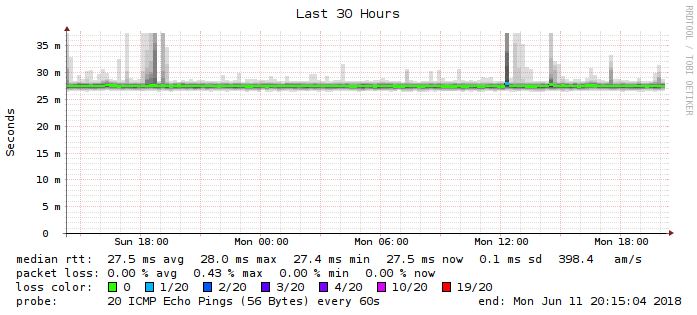 Last 30 Hours
RRDTOOL / TOBI OETIKER
Seconds
35 m
30 m
25 m
20 m
15 m
10 m
5 m
0
Sun 18:00 Mon 00:00 Mon 06:00 Mon 12:00 Mon 18:00
median rtt: 27.5 ms avg 28.0 ms max 27.4 ms min 27.5 ms now 0.1 ms sd 398.4 am/s
packet loss: 0.00 % avg 0.43 % max 0.00 % min 0.00 % now
loss color: 0 1/20 2/20 3/20 4/20 10/20 19/20
probe: 20 ICMP Echo Pings (56 Bytes) every 60s end: Mon Jun 11 20:15:04 2018